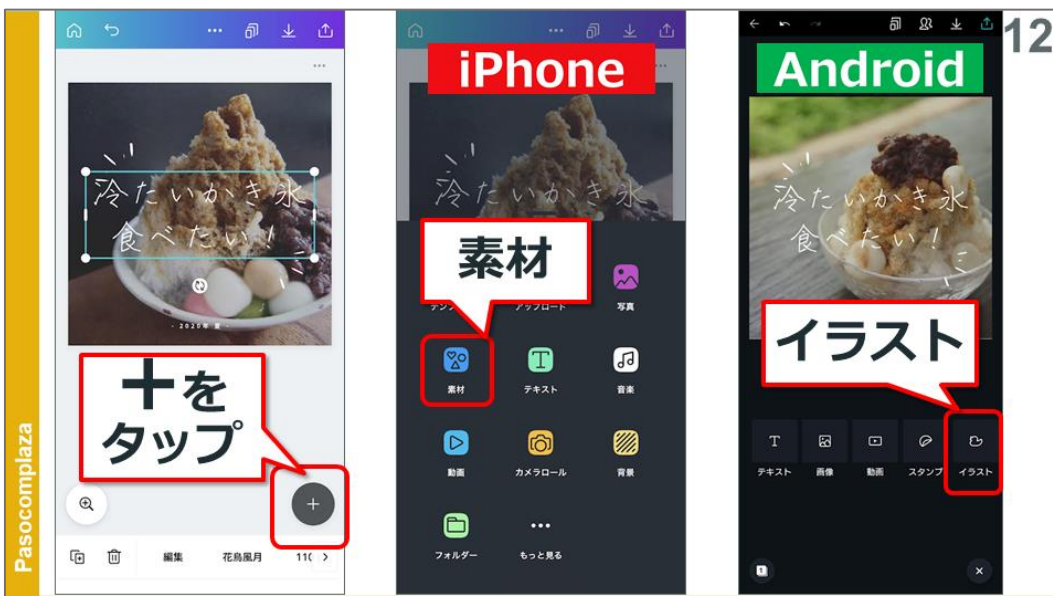 12
Pasocomplaza
冷たいかき氷
食べたい!
- 2020年 夏 -
+を
タップ
編集
花鳥風月
iPhone
冷たいかき氷
素材
アップロード
写真
素材
テキスト
音楽
動画
カメラロール
背景
フォルダー
もっと見る
Android
冷たいかき氷
食べたい!
イラスト
テキスト
画像
動画
スタンプ
イラスト
1